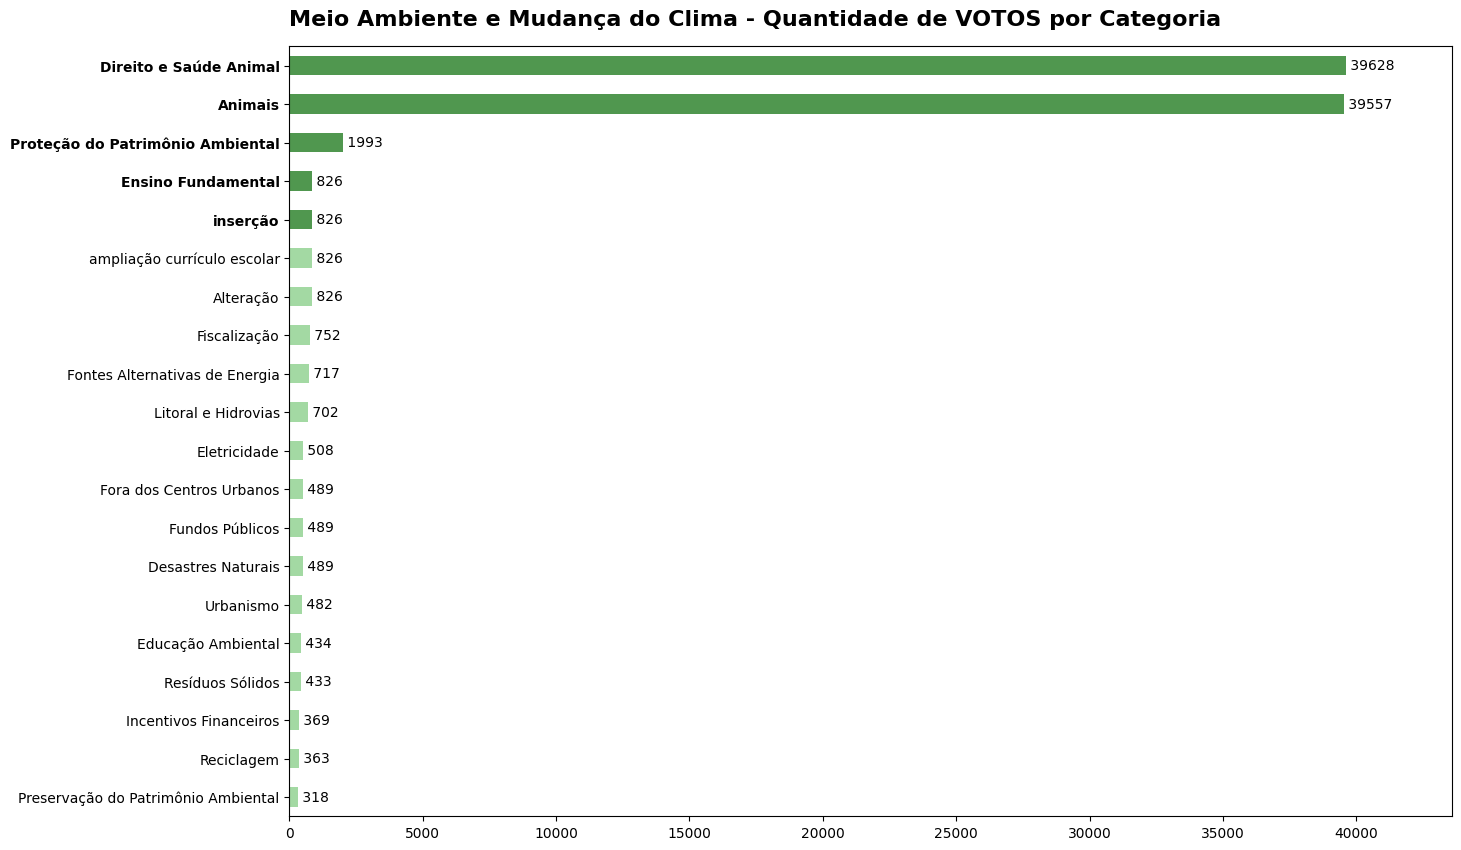 Meio Ambiente e Mudança do Clima - Quantidade de VOTOS por Categoria
Direito e Saúde Animal 39628
Animais 39557
Proteção do Patrimônio Ambiental 1993
Ensino Fundamental 826
inserção 826
ampliação currículo escolar 826
Alteração 826
Fiscalização 752
Fontes Alternativas de Energia 717
Litoral e Hidrovias 702
Eletricidade 508
Fora dos Centros Urbanos 489
Fundos Públicos 489
Desastres Naturais 489
Urbanismo 482
Educação Ambiental 434
Resíduos Sólidos 433
Incentivos Financeiros 369
Reciclagem 363
Preservação do Patrimônio Ambiental 318
0 5000 10000 15000 20000 25000 30000 35000 40000